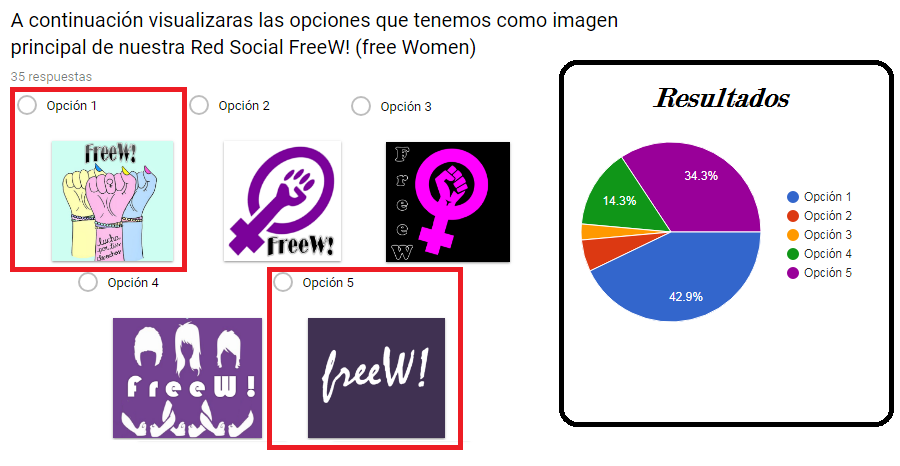 A continuación visualizaras las opciones que tenemos como imagen
principal de nuestra Red Social FreeW! (free Women)
35 respuestas
Opción 1
Opción 2
Opción 3
FreeW!
lucha
por tus
derechos
FreeW!
F
r
e
e
W
Opción 4
Opción 5
FreeW!
freeW!
Resultados
34.3%
14.3%
42.9%
Opción 1
Opción 2
Opción 3
Opción 4
Opción 5